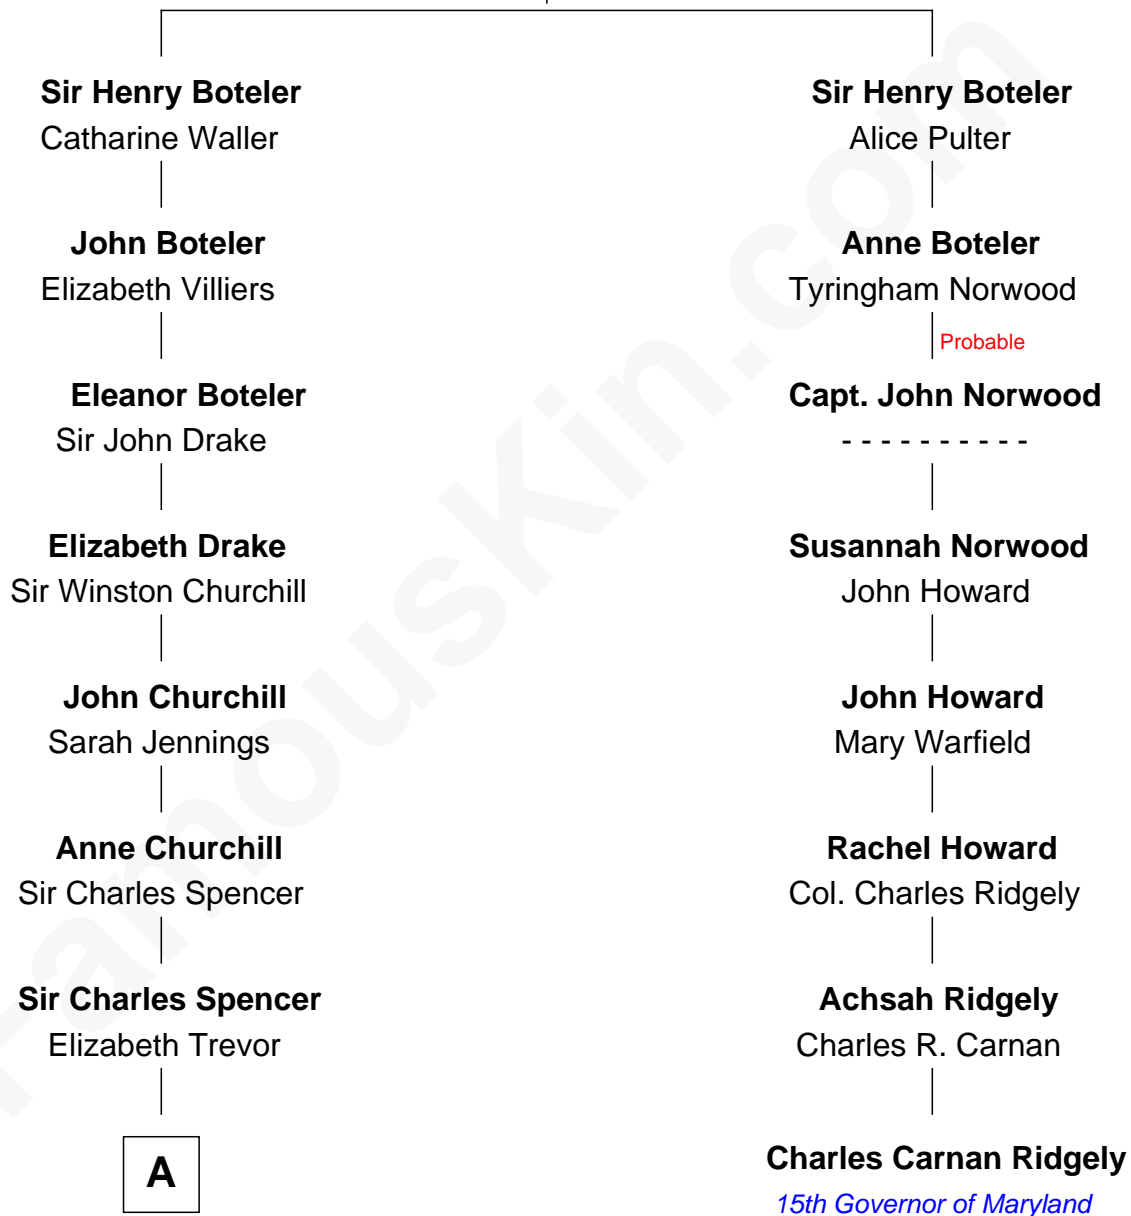 Sir Henry Boteler
Catharine Waller
John Boteler
Elizabeth Villiers
Eleanor Boteler
Sir John Drake
Elizabeth Drake
Sir Winston Churchill
John Churchill
Sarah Jennings
Anne Churchill
Sir Charles Spencer
Sir Charles Spencer
Elizabeth Trevor
A
Sir Henry Boteler
Alice Pulter
Anne Boteler
Tyringham Norwood
Probable
Capt. John Norwood
- - - - - - - - - -
Susannah Norwood
John Howard
John Howard
Mary Warfield
Rachel Howard
Col. Charles Ridgely
Achsah Ridgely
Charles R. Carnan
Charles Carnan Ridgely
15th Governor of Maryland
FamousKin.com